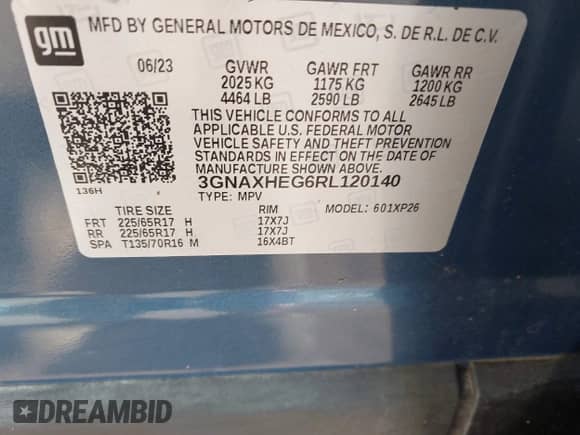 gm
MFD BY GENERAL MOTORS DE MEXICO, S. DE R.L. DE C.V.
06/23 GVWR GAWR FRT GAWR RR
2025 KG 1175 KG 1200 KG
4464 LB 2590 LB 2645 LB
THIS VEHICLE CONFORMS TO ALL
APPLICABLE U.S. FEDERAL MOTOR
VEHICLE SAFETY AND THEFT PREVENTION
STANDARDS IN EFFECT ON THE DATE
OF MANUFACTURE SHOWN ABOVE.
136H
3GNAXHEG6RL120140
TYPE: MPV MODEL: 601XP26
TIRE SIZE RIM
FRT 225/65R17 H 17X7J
RR 225/65R17 H 17X7J
SPA T135/70R16 M 16X4BT
DREAMBID